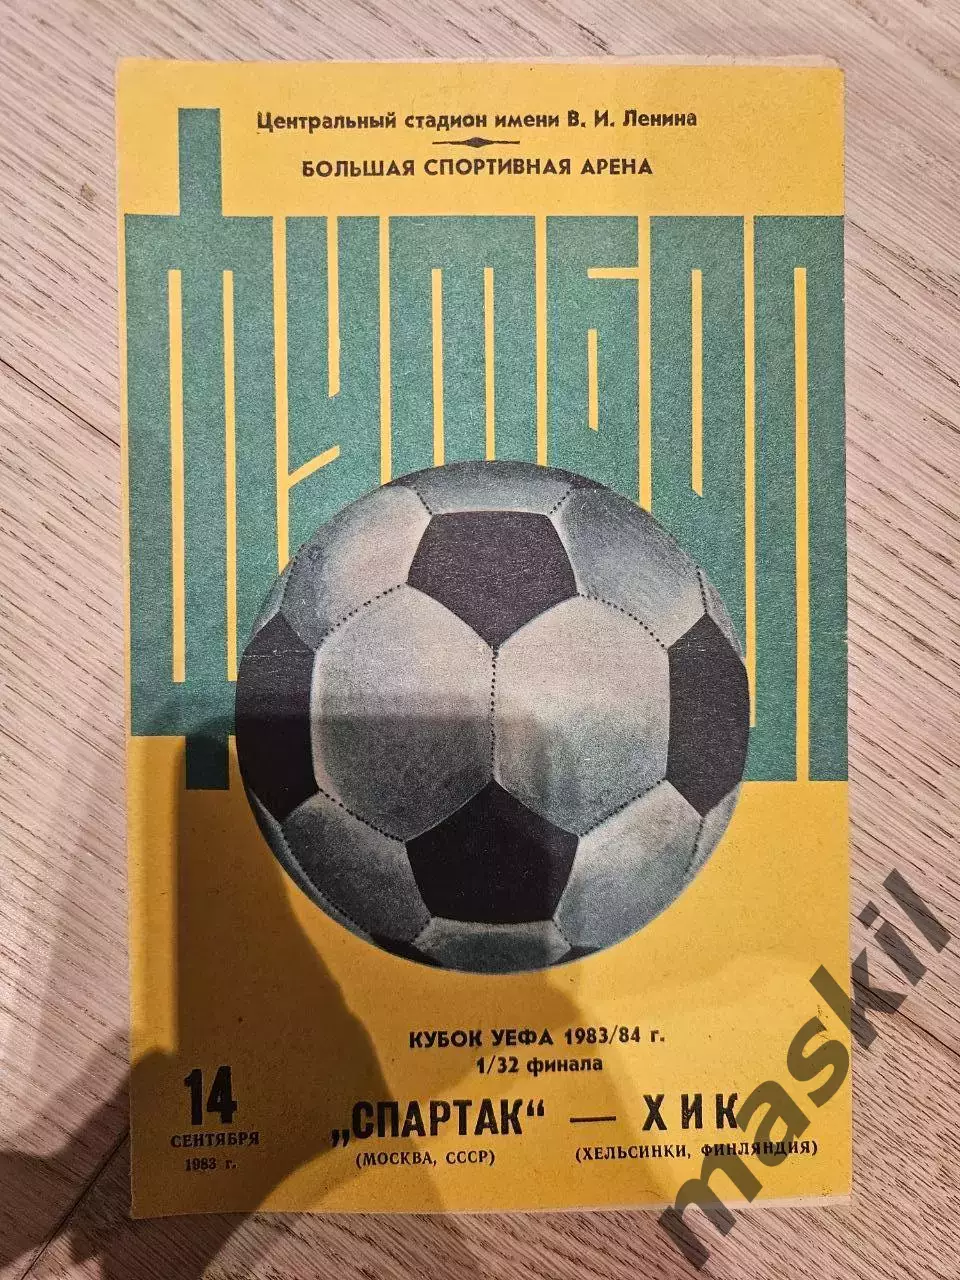 Центральный стадион имени В. И. Ленина
БОЛЬШАЯ СПОРТИВНАЯ АРЕНА
ФУТБОЛ
КУБОК УЕФА 1983/84 г.
1/32 финала
14
СЕНТЯБРЯ
1983 г.
„СПАРТАК“ — ХИК
(МОСКВА, СССР) (ХЕЛЬСИНКИ, ФИНЛЯНДИЯ)
maskil